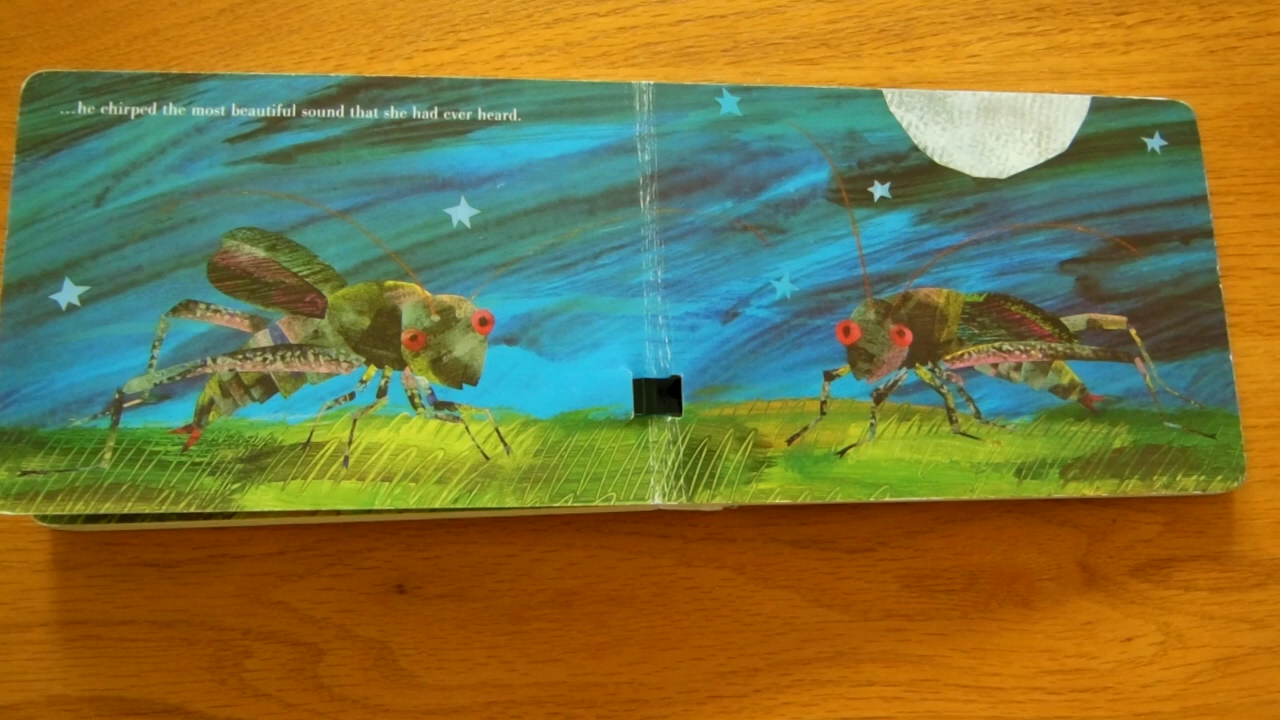 ...he chirped the most beautiful sound that she had ever heard.